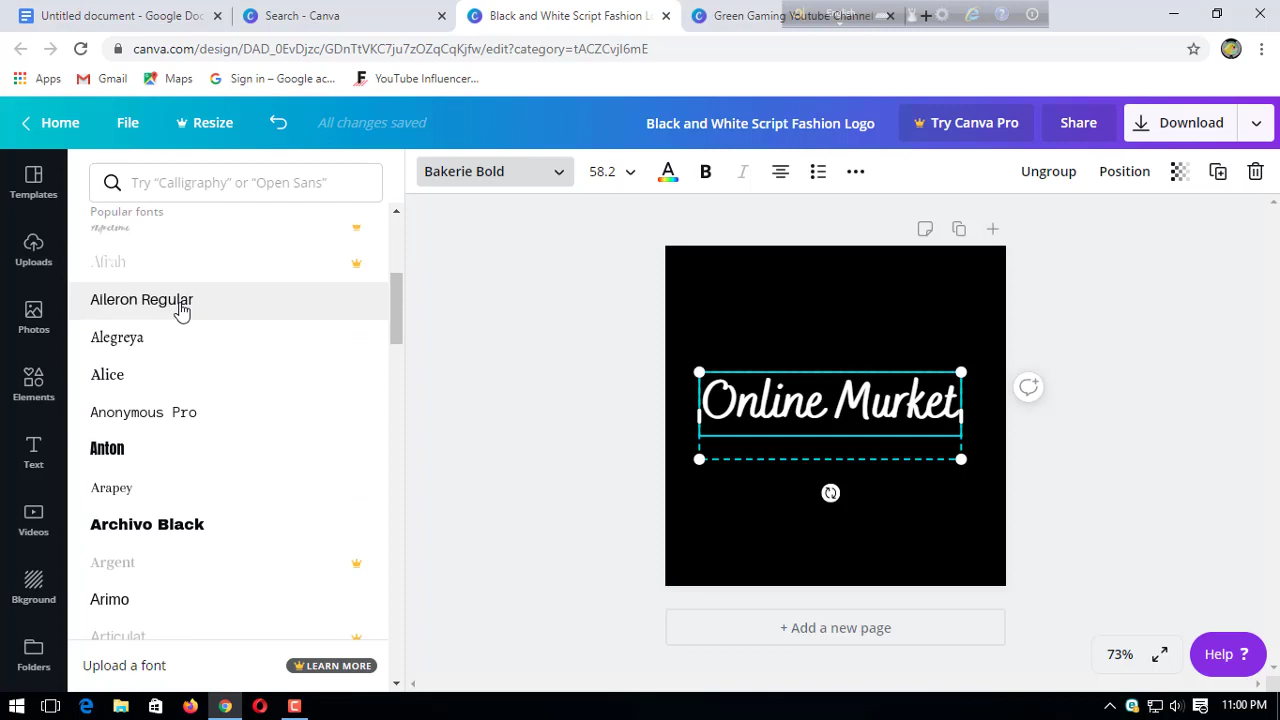 Untitled document - Google Doc
Search - Canva
Black and White Script Fashion Lo
Green Gaming Youtube Channel
English
canva.com/design/DAD_0EvDjzc/GDnTtVKC7ju7zOZqCqKjfw/edit?category=tACZCvjI6mE
Apps
Gmail
Maps
Sign in – Google ac...
YouTube Influencer...
Home
File
Resize
All changes saved
Black and White Script Fashion Logo
Try Canva Pro
Share
Download
Templates
Uploads
Photos
Elements
Text
Videos
Bkground
Folders
Try “Calligraphy” or “Open Sans”
Popular fonts
Afrah
Aileron Regular
Alegreya
Alice
Anonymous Pro
Anton
Arapey
Archivo Black
Argent
Arimo
Articulat
Upload a font
LEARN MORE
Bakerie Bold
58.2
A
B
I
Ungroup
Position
Online Murket
+ Add a new page
73%
Help ?
11:00 PM